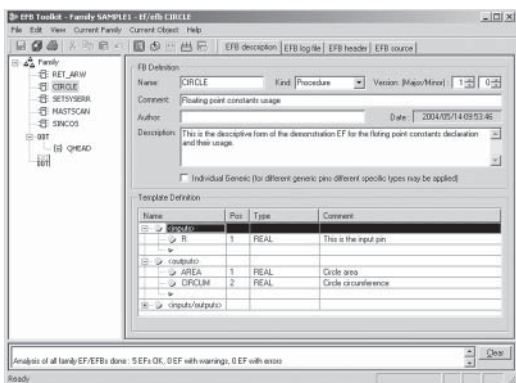 EFB Toolkit - Family SAMPLE1 - Ef/efb CIRCLE
File Edit View Current Family Current Object Help
EFB description EFB log file EFB header EFB source
Family
RET_ARW
CIRCLE
SETSYSERR
MASTSCAN
SINCOS
DDT
QHEAD
FB Definition
Name: CIRCLE Kind: Procedure Version: (Major/Minor) : 1 0
Comment: Floating point constants usage
Author: Date: 2004/05/14-09:53.46
Description: This is the descriptive form of the demonstration EF for the floting point constants declaration
and their usage.
Individual Generic (for different generic pins different specific types may be applied)
Template Definition
Name Pos Type Comment
<inputs>
R 1 REAL This is the input pin
<outputs>
AREA 1 REAL Circle area
CIRCUM 2 REAL Circle circumference
<inputs/outputs>
Analysis of all family EF/EFBs done : 5 EFs OK, 0 EF with warnings, 0 EF with errors
Clear
Ready